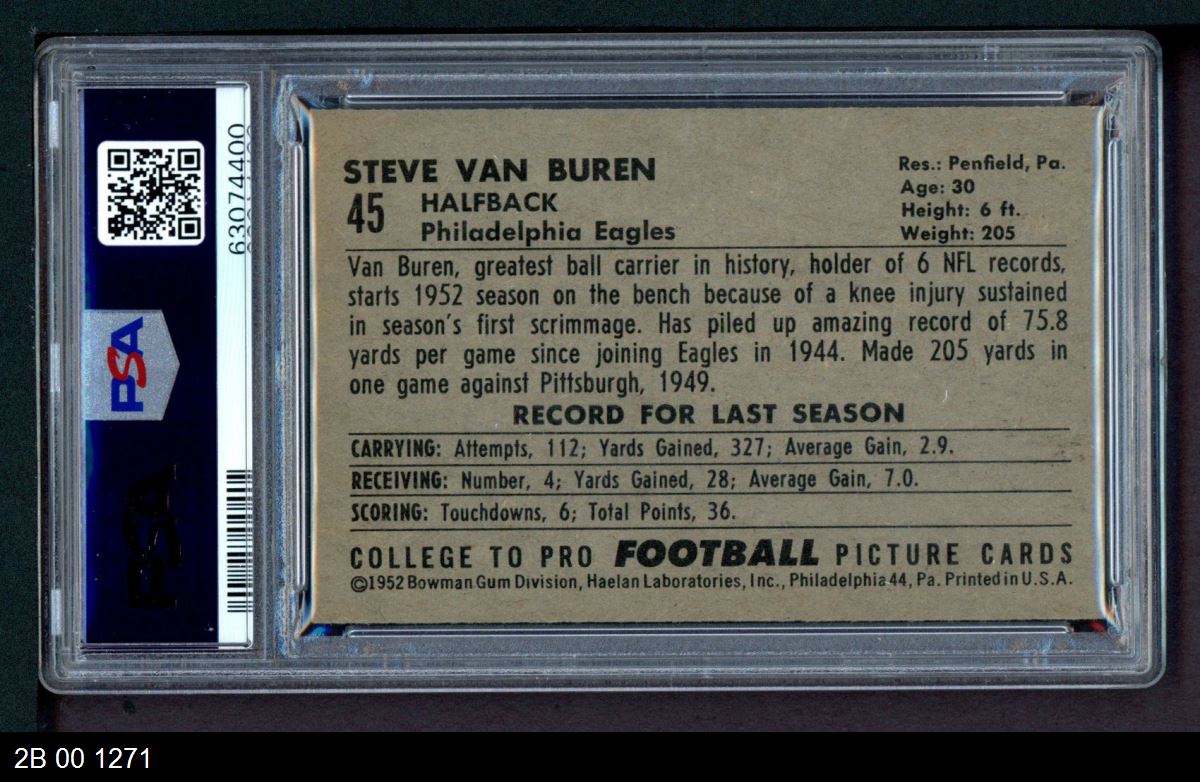 63074400
PSA
PSA
STEVE VAN BUREN
45 HALFBACK
Philadelphia Eagles
Res.: Penfield, Pa.
Age: 30
Height: 6 ft.
Weight: 205
Van Buren, greatest ball carrier in history, holder of 6 NFL records,
starts 1952 season on the bench because of a knee injury sustained
in season's first scrimmage. Has piled up amazing record of 75.8
yards per game since joining Eagles in 1944. Made 205 yards in
one game against Pittsburgh, 1949.
RECORD FOR LAST SEASON
CARRYING: Attempts, 112; Yards Gained, 327; Average Gain, 2.9.
RECEIVING: Number, 4; Yards Gained, 28; Average Gain, 7.0.
SCORING: Touchdowns, 6; Total Points, 36.
COLLEGE TO PRO FOOTBALL PICTURE CARDS
©1952 Bowman Gum Division, Haelan Laboratories, Inc., Philadelphia 44, Pa. Printed in U.S.A.
2B 00 1271